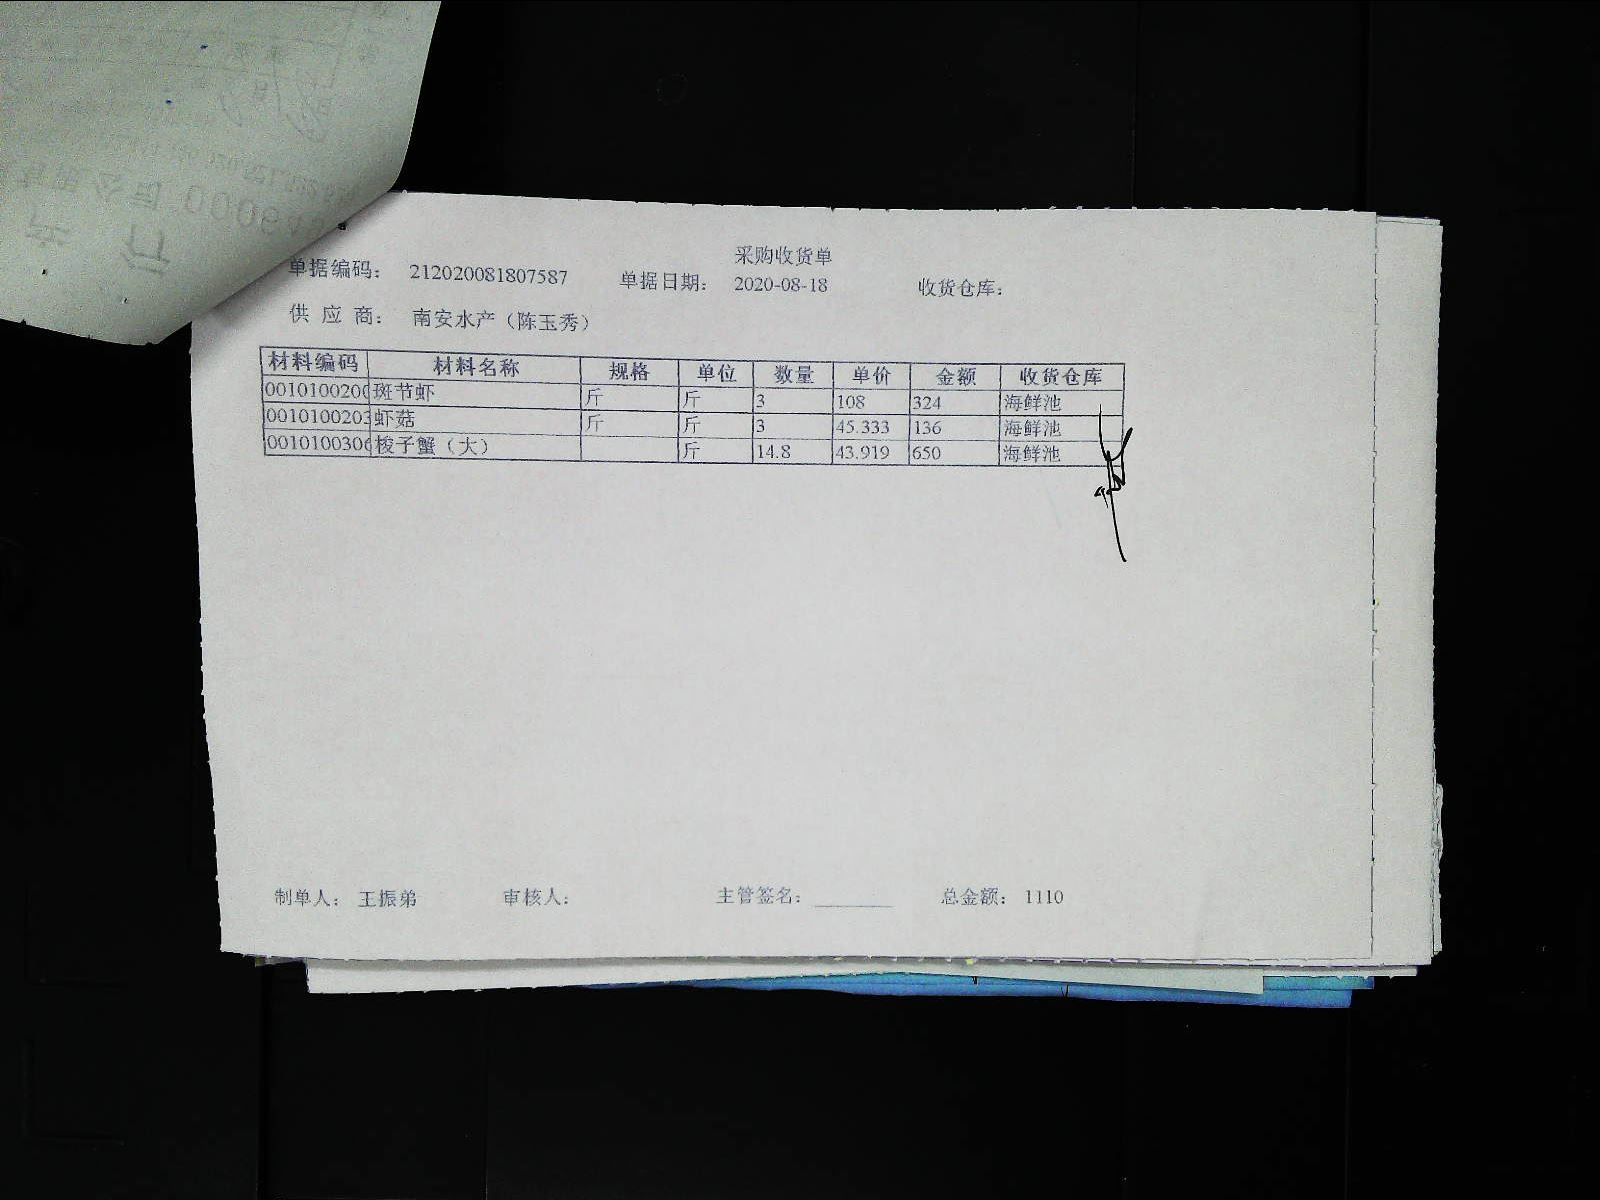 采购收货单
单据编码： 212020081807587 单据日期： 2020-08-18 收货仓库：
供 应 商： 南安水产（陈玉秀）
材料编码 材料名称 规格 单位 数量 单价 金额 收货仓库
0010100200 斑节虾 斤 斤 3 108 324 海鲜池
0010100203 虾菇 斤 斤 3 45.333 136 海鲜池
0010100306 梭子蟹（大） 斤 14.8 43.919 650 海鲜池
制单人： 王振弟 审核人： 主管签名： 总金额： 1110